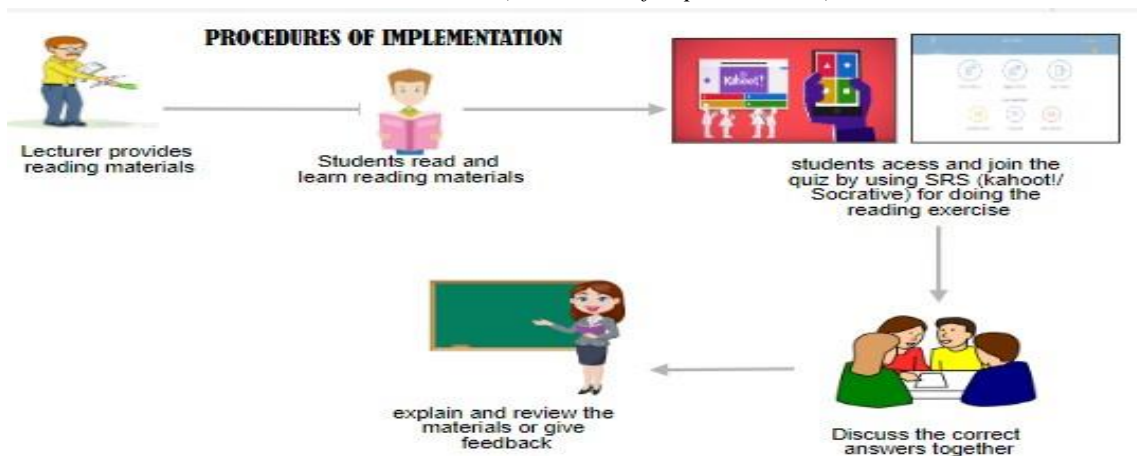 PROCEDURES OF IMPLEMENTATION
Kahoot!
Lecturer provides
reading materials
Students read and
learn reading materials
students acess and join the
quiz by using SRS (kahoot!/
Socrative) for doing the
reading exercise
explain and review the
materials or give
feedback
Discuss the correct
answers together